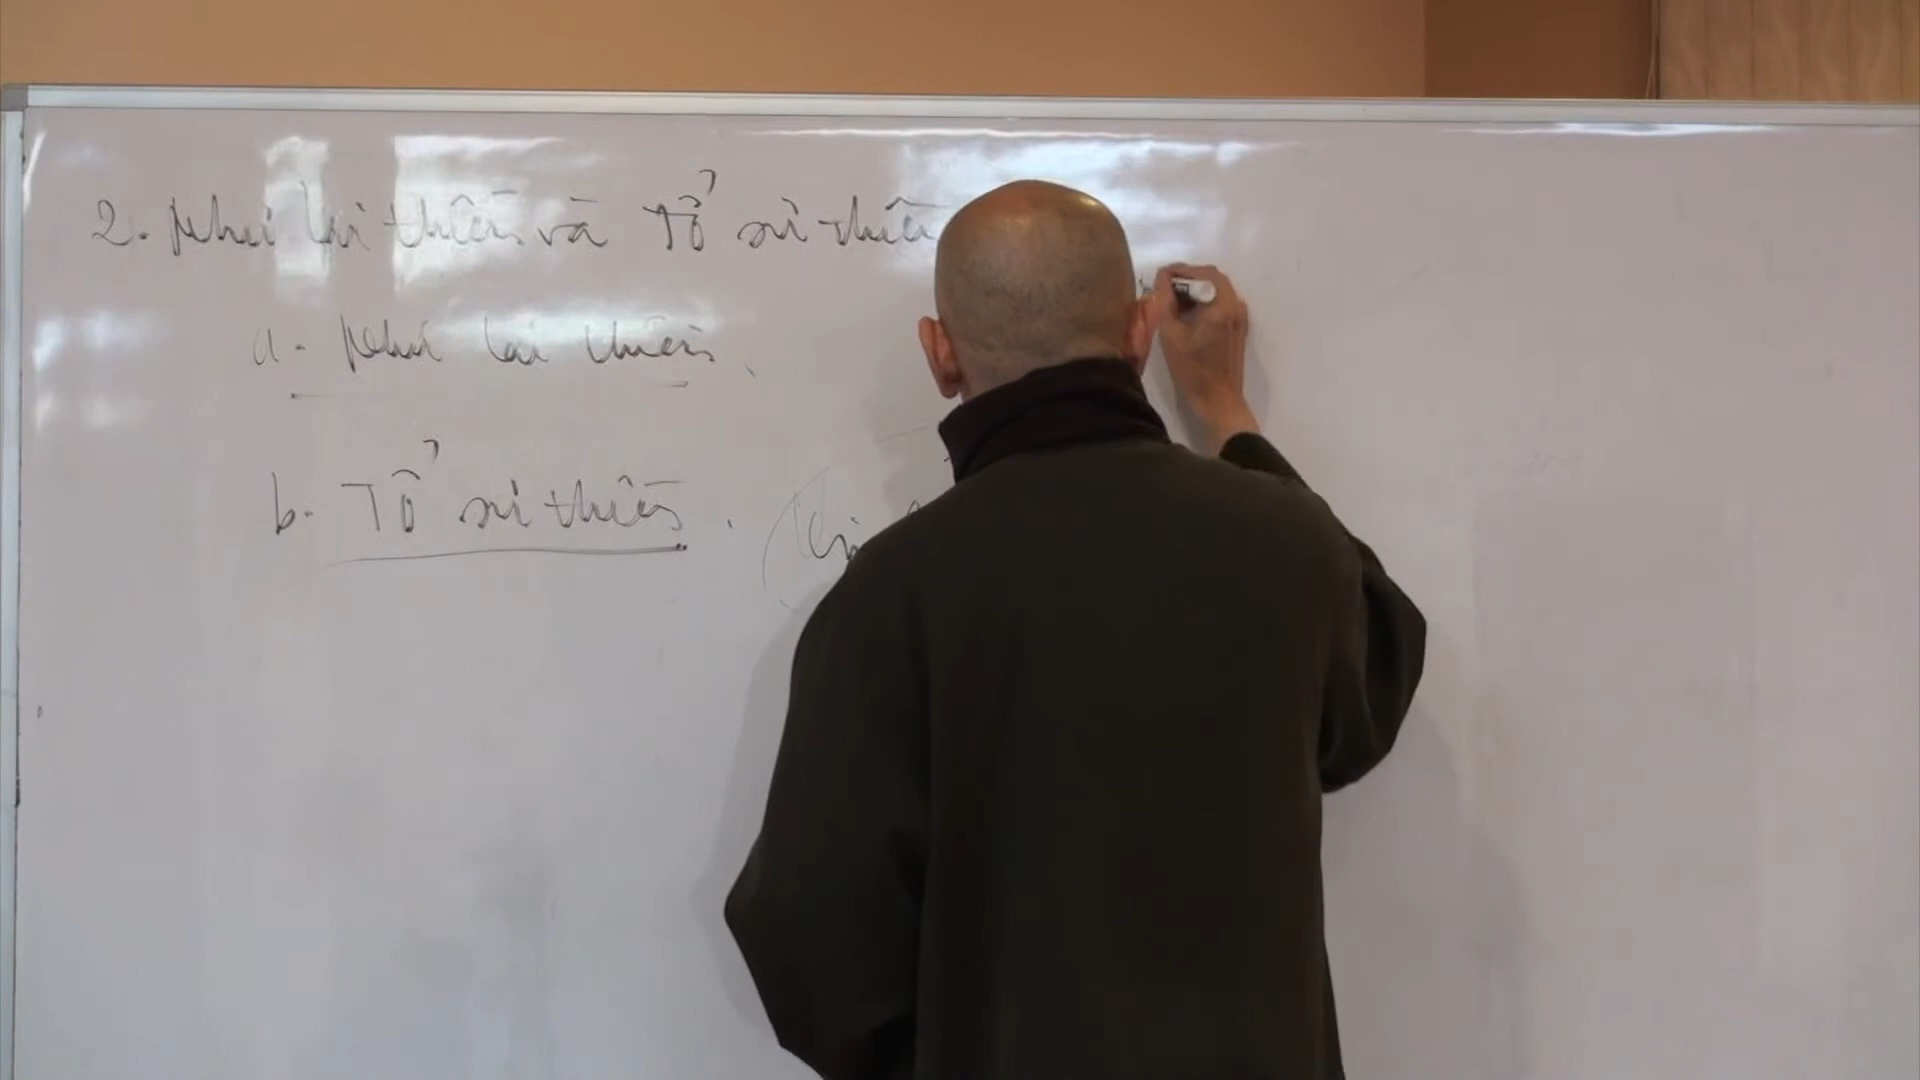 2. Như lai thiền và Tổ sư thiền
a. Như lai thiền.
b. Tổ sư thiền.